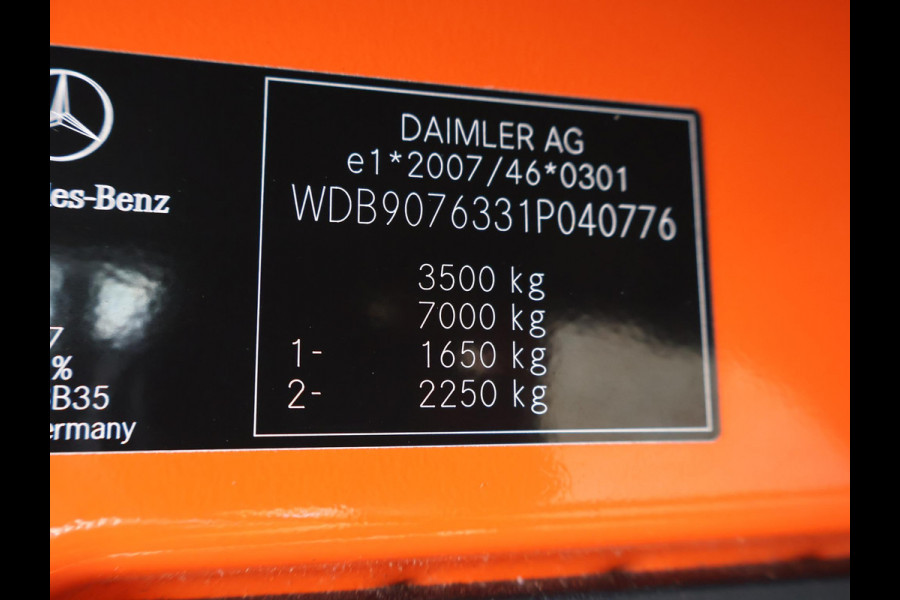 des-Benz
7
%
B35
ermany
DAIMLER AG
e1*2007/46*0301
WDB9076331P040776
3500 kg
7000 kg
1- 1650 kg
2- 2250 kg